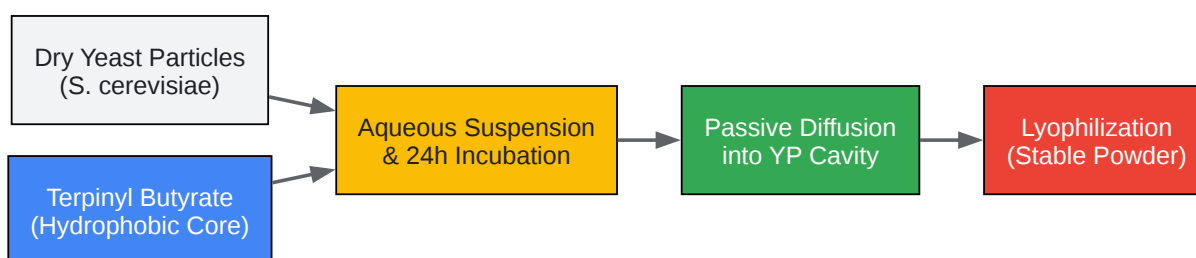 Dry Yeast Particles
(S. cerevisiae)
Terpinyl Butyrate
(Hydrophobic Core)
Aqueous Suspension
& 24h Incubation
Passive Diffusion
into YP Cavity
Lyophilization
(Stable Powder)